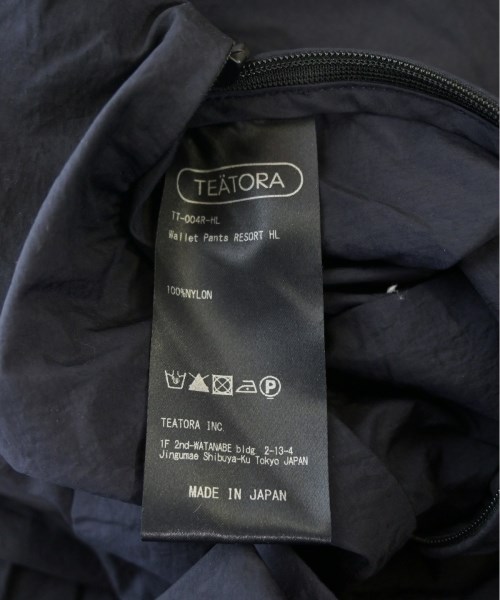 TEÄTORA
TT-004R-HL
Wallet Pants RESORT HL
100%NYLON
P
TEATORA INC.
1F 2nd-WATANABE bldg 2-13-4
Jingumae Shibuya-Ku Tokyo JAPAN
MADE IN JAPAN